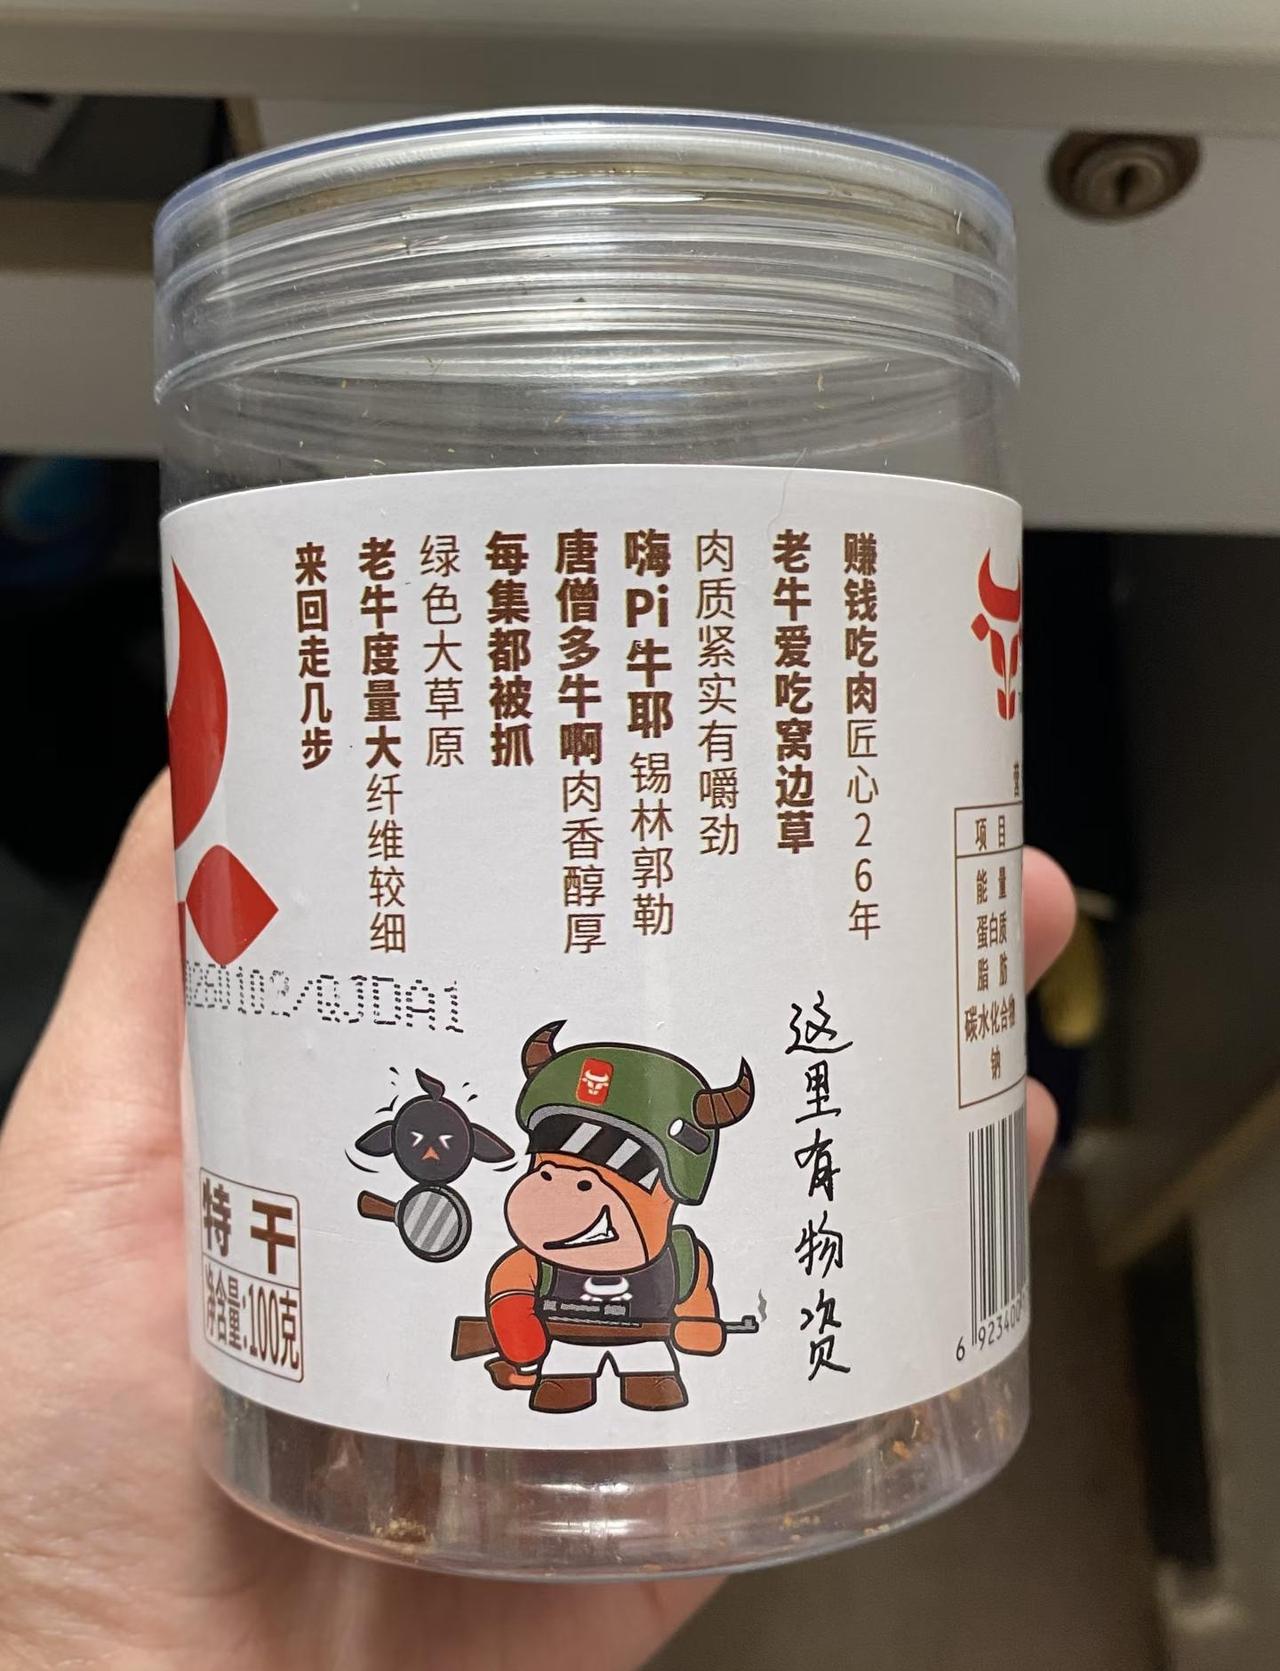 赚钱吃肉匠心26年
老牛爱吃窝边草
肉质紧实有嚼劲
嗨Pi牛耶 锡林郭勒
唐僧多牛啊肉香醇厚
每集都被抓
绿色大草原
老牛度量大纤维较细
来回走几步
这里有物资
特干
净含量:100克
项目
能量
蛋白质
脂肪
碳水化合物
钠
6 923400